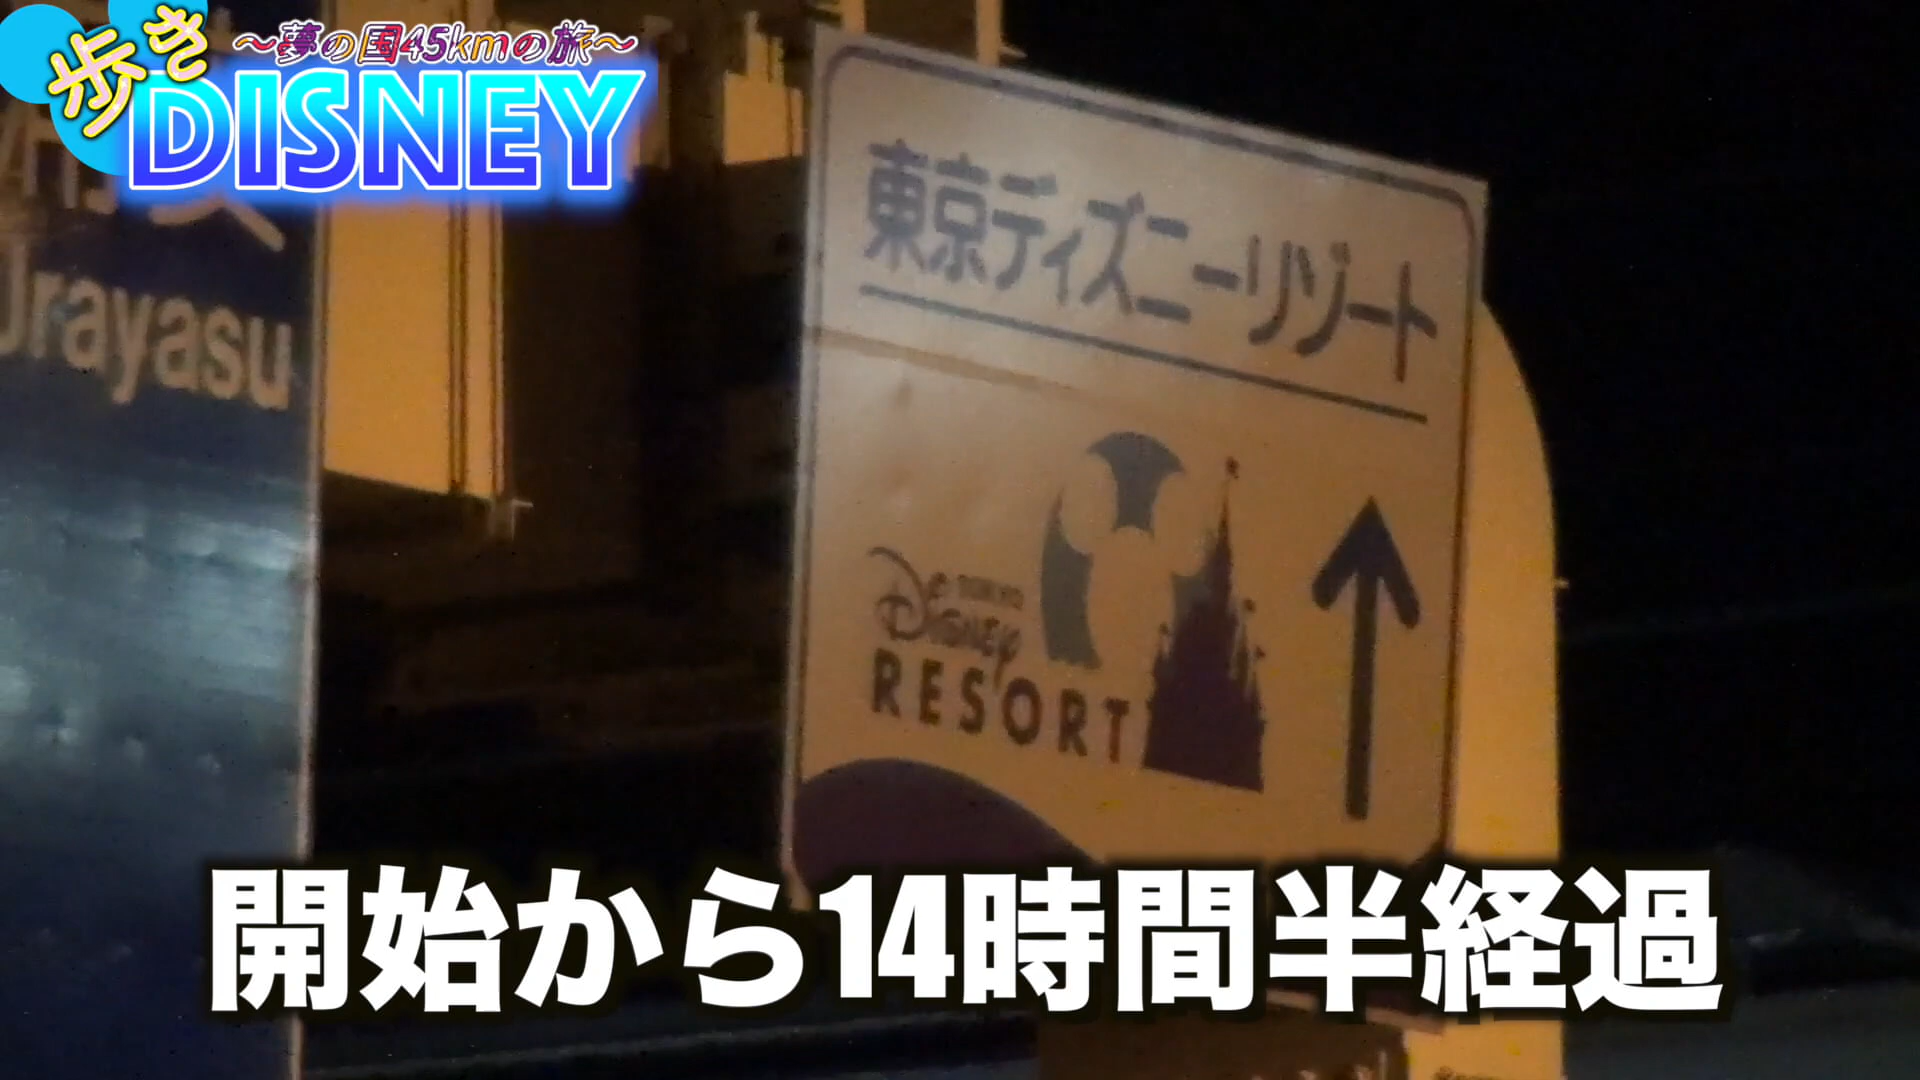 ～夢の国45kmの旅～
歩き
DISNEY
Urayasu
東京ディズニーリゾート
TOKYO
DISNEY
RESORT
開始から14時間半経過